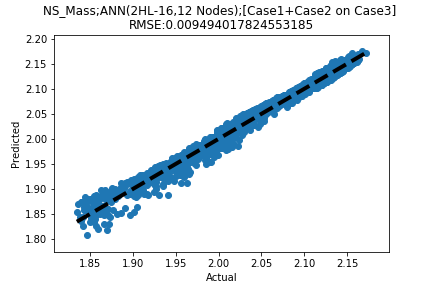 NS_Mass;ANN(2HL-16,12 Nodes);[Case1+Case2 on Case3]
RMSE:0.009494017824553185
2.20
2.15
2.10
2.05
2.00
1.95
1.90
1.85
1.80
Predicted
1.85 1.90 1.95 2.00 2.05 2.10 2.15
Actual